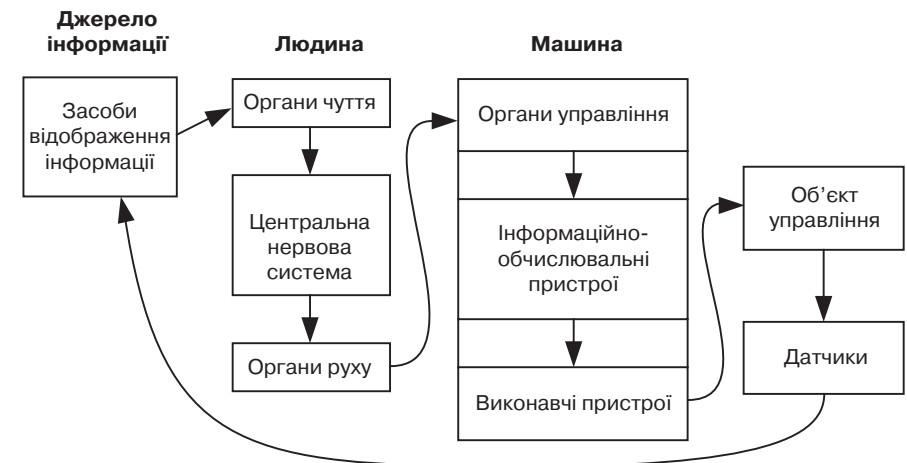 Джерело
інформації
Людина
Машина
Засоби
відображення
інформації
Органи чуття
Центральна
нервова
система
Органи руху
Органи управління
Інформаційно-
обчислювальні
пристрої
Виконавчі пристрої
Об’єкт
управління
Датчики